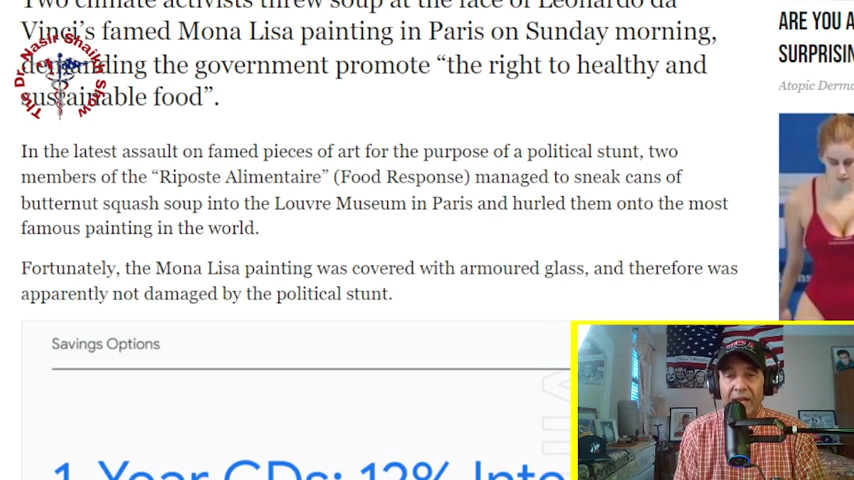 Two climate activists threw soup at the face of Leonardo da
Vinci's famed Mona Lisa painting in Paris on Sunday morning,
demanding the government promote “the right to healthy and
sustainable food”.
The Dr. Nasir Shaikh Show
In the latest assault on famed pieces of art for the purpose of a political stunt, two
members of the “Riposte Alimentaire” (Food Response) managed to sneak cans of
butternut squash soup into the Louvre Museum in Paris and hurled them onto the most
famous painting in the world.
Fortunately, the Mona Lisa painting was covered with armoured glass, and therefore was
apparently not damaged by the political stunt.
Savings Options
1-Year CDs: 12% Inte
ARE YOU A
SURPRISIN
Atopic Derma